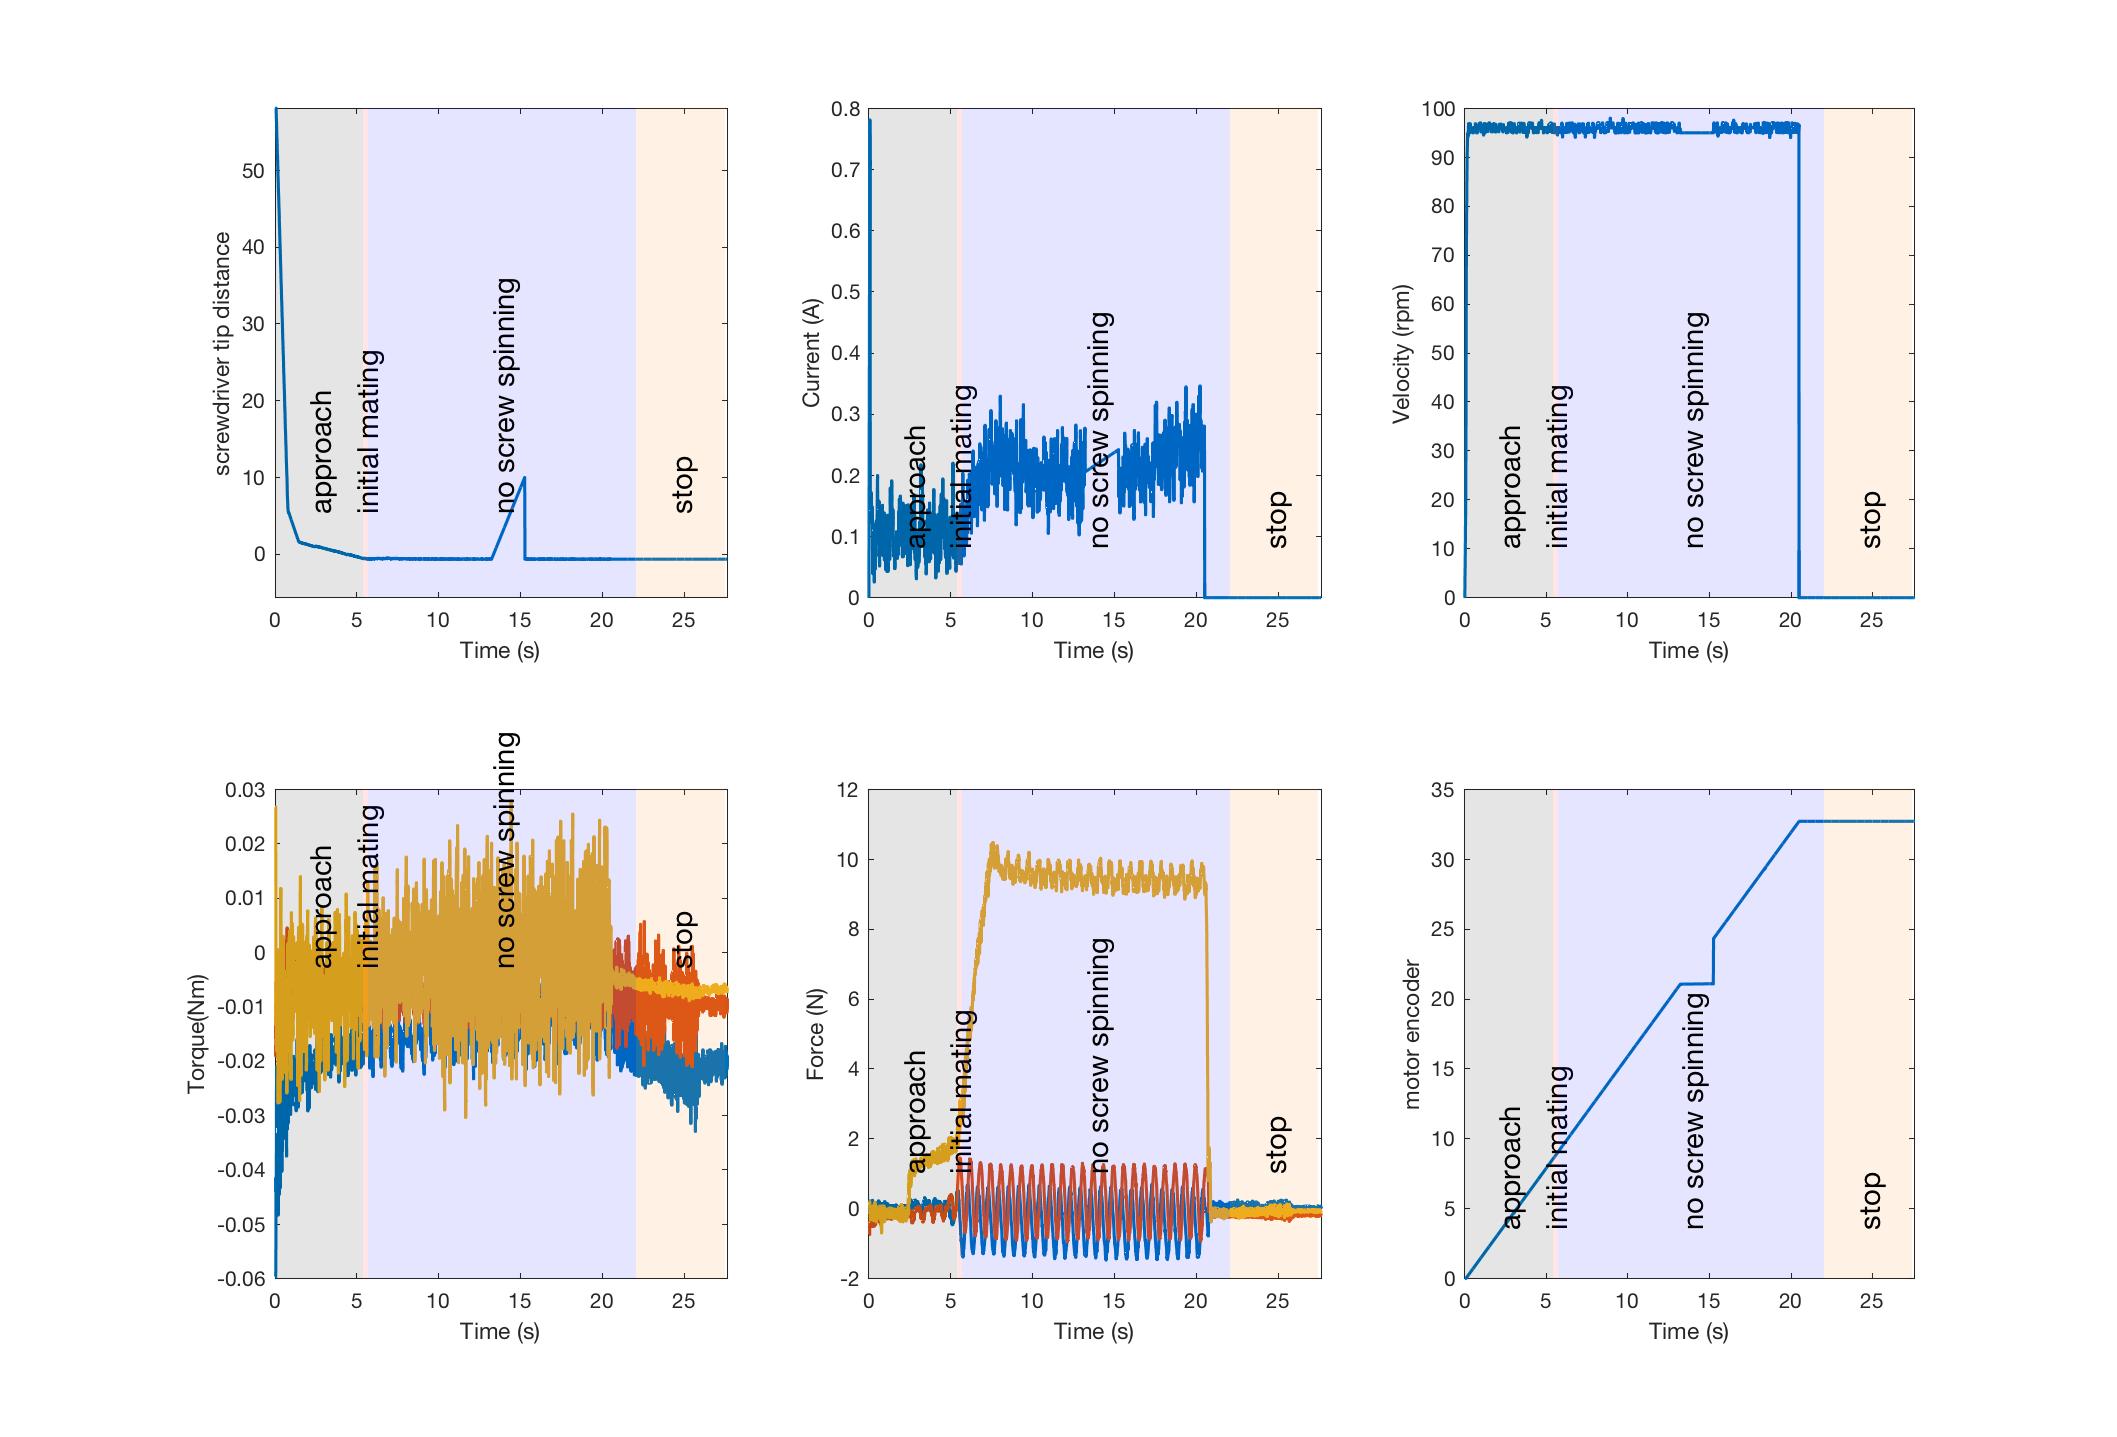 50
40
30
20
10
0
screwdriver tip distance
approach
initial mating
no screw spinning
stop
0 5 10 15 20 25
Time (s)
0.8
0.7
0.6
0.5
0.4
0.3
0.2
0.1
0
Current (A)
approach
initial mating
no screw spinning
stop
0 5 10 15 20 25
Time (s)
100
90
80
70
60
50
40
30
20
10
0
Velocity (rpm)
approach
initial mating
no screw spinning
stop
0 5 10 15 20 25
Time (s)
0.03
0.02
0.01
0
-0.01
-0.02
-0.03
-0.04
-0.05
-0.06
Torque(Nm)
approach
initial mating
no screw spinning
stop
0 5 10 15 20 25
Time (s)
12
10
8
6
4
2
0
-2
Force (N)
approach
initial mating
no screw spinning
stop
0 5 10 15 20 25
Time (s)
35
30
25
20
15
10
5
0
motor encoder
approach
initial mating
no screw spinning
stop
0 5 10 15 20 25
Time (s)